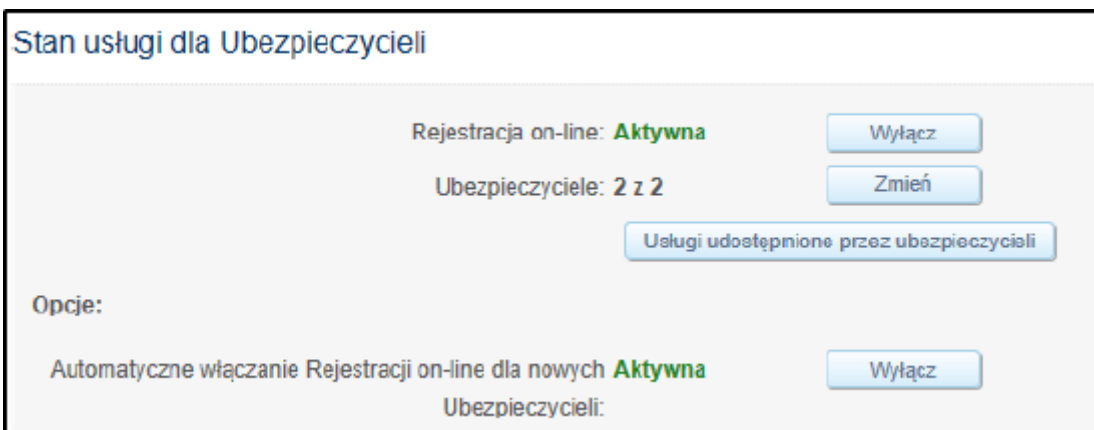 Stan usługi dla Ubezpieczycieli
Rejestracja on-line: Aktywna Wyłącz
Ubezpieczyciele: 2 z 2 Zmień
Usługi udostępnione przez ubezpieczycieli
Opcje:
Automatyczne włączanie Rejestracji on-line dla nowych Aktywna Wyłącz
Ubezpieczycieli: